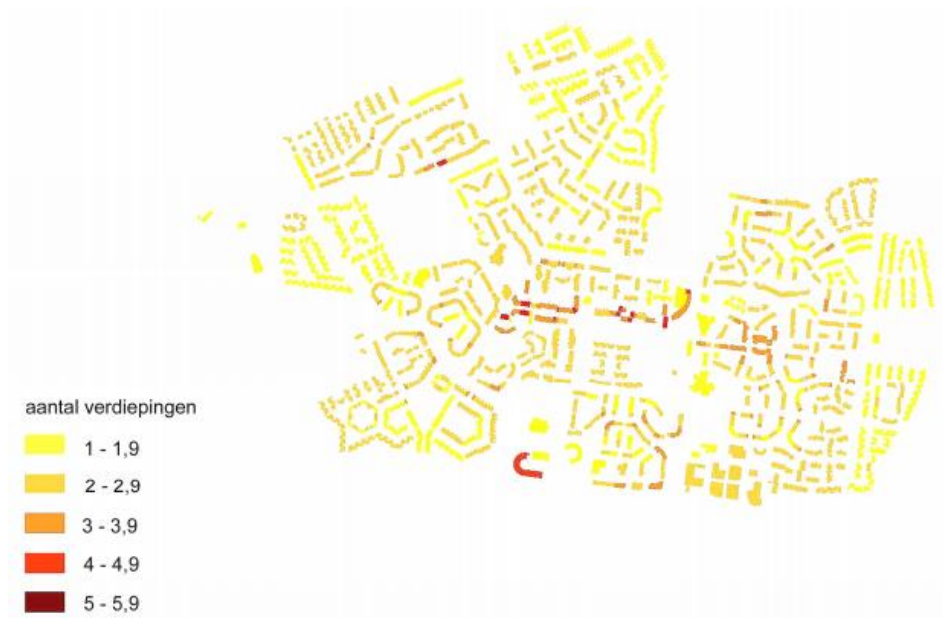 aantal verdiepingen
1 - 1,9
2 - 2,9
3 - 3,9
4 - 4,9
5 - 5,9